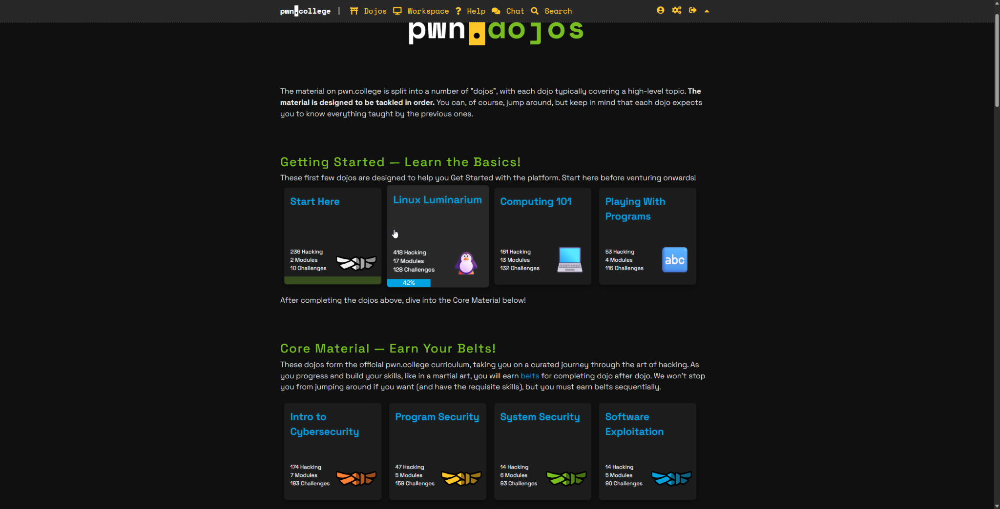 pwn.college | Dojos Workspace Help Chat Search
pwn.dojos
The material on pwn.college is split into a number of "dojos", with each dojo typically covering a high-level topic. The
material is designed to be tackled in order. You can, of course, jump around, but keep in mind that each dojo expects
you to know everything taught by the previous ones.
Getting Started — Learn the Basics!
These first few dojos are designed to help you Get Started with the platform. Start here before venturing onwards!
Start Here
236 Hacking
2 Modules
10 Challenges
Linux Luminarium
418 Hacking
17 Modules
128 Challenges
42%
Computing 101
161 Hacking
13 Modules
132 Challenges
Playing With
Programs
53 Hacking
4 Modules
116 Challenges
abc
After completing the dojos above, dive into the Core Material below!
Core Material — Earn Your Belts!
These dojos form the official pwn.college curriculum, taking you on a curated journey through the art of hacking. As
you progress and build your skills, like in a martial art, you will earn belts for completing dojo after dojo. We won't stop
you from jumping around if you want (and have the requisite skills), but you must earn belts sequentially.
Intro to
Cybersecurity
174 Hacking
7 Modules
183 Challenges
Program Security
47 Hacking
5 Modules
159 Challenges
System Security
14 Hacking
6 Modules
93 Challenges
Software
Exploitation
14 Hacking
5 Modules
90 Challenges